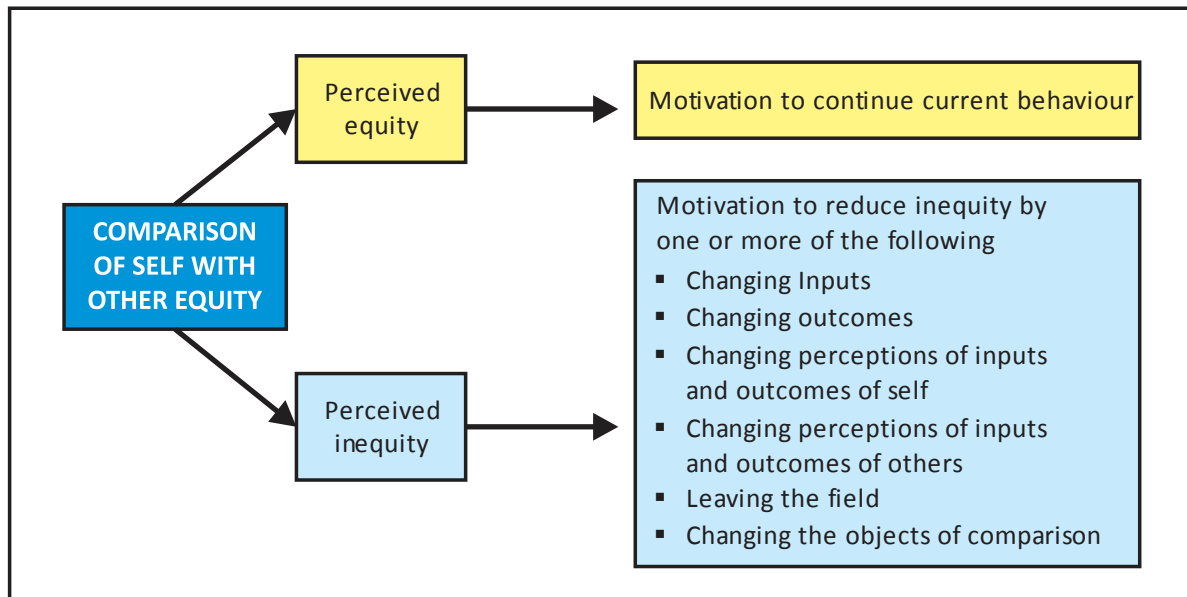 Perceived
equity
Motivation to continue current behaviour
COMPARISON
OF SELF WITH
OTHER EQUITY
Perceived
inequity
Motivation to reduce inequity by
one or more of the following
▪ Changing Inputs
▪ Changing outcomes
▪ Changing perceptions of inputs
and outcomes of self
▪ Changing perceptions of inputs
and outcomes of others
▪ Leaving the field
▪ Changing the objects of comparison